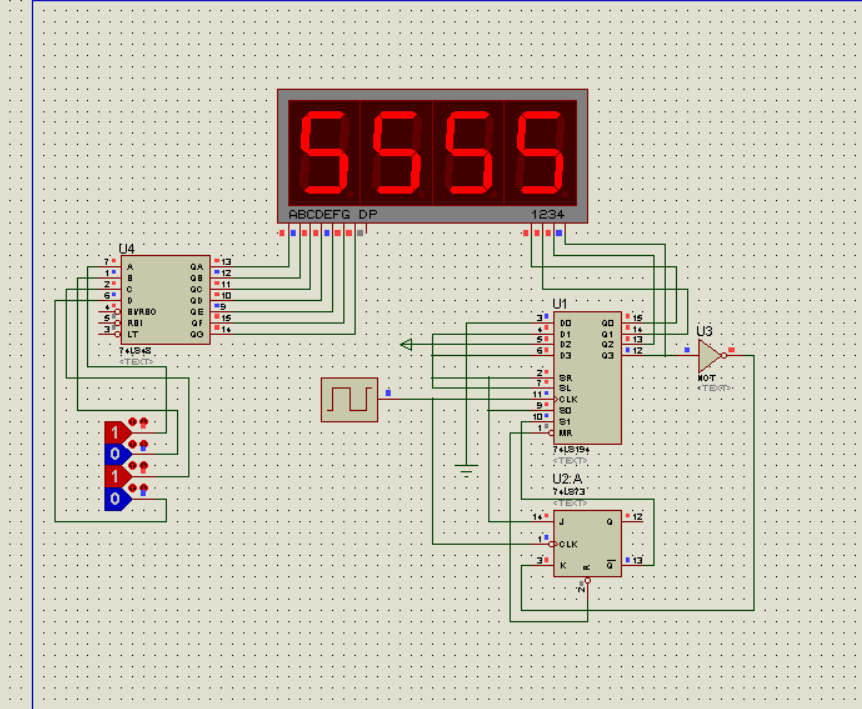 5555
ABCDEFG DP
1234
U4
7 A QA 13
1 B QB 12
2 C QC 11
6 D QD 10
4 BI/RBO QE 9
5 RBI QF 15
3 LT QG 14
74LS48
<TEXT>
1
0
1
0
U1
3 D0 Q0 15
4 D1 Q1 14
5 D2 Q2 13
6 D3 Q3 12
2 SR
7 SL
11 CLK
9 S0
10 S1
1 MR
74LS194
<TEXT>
U3
NOT
<TEXT>
U2:A
74LS73
<TEXT>
14 J Q 12
1 CLK
3 K R Q 13
2